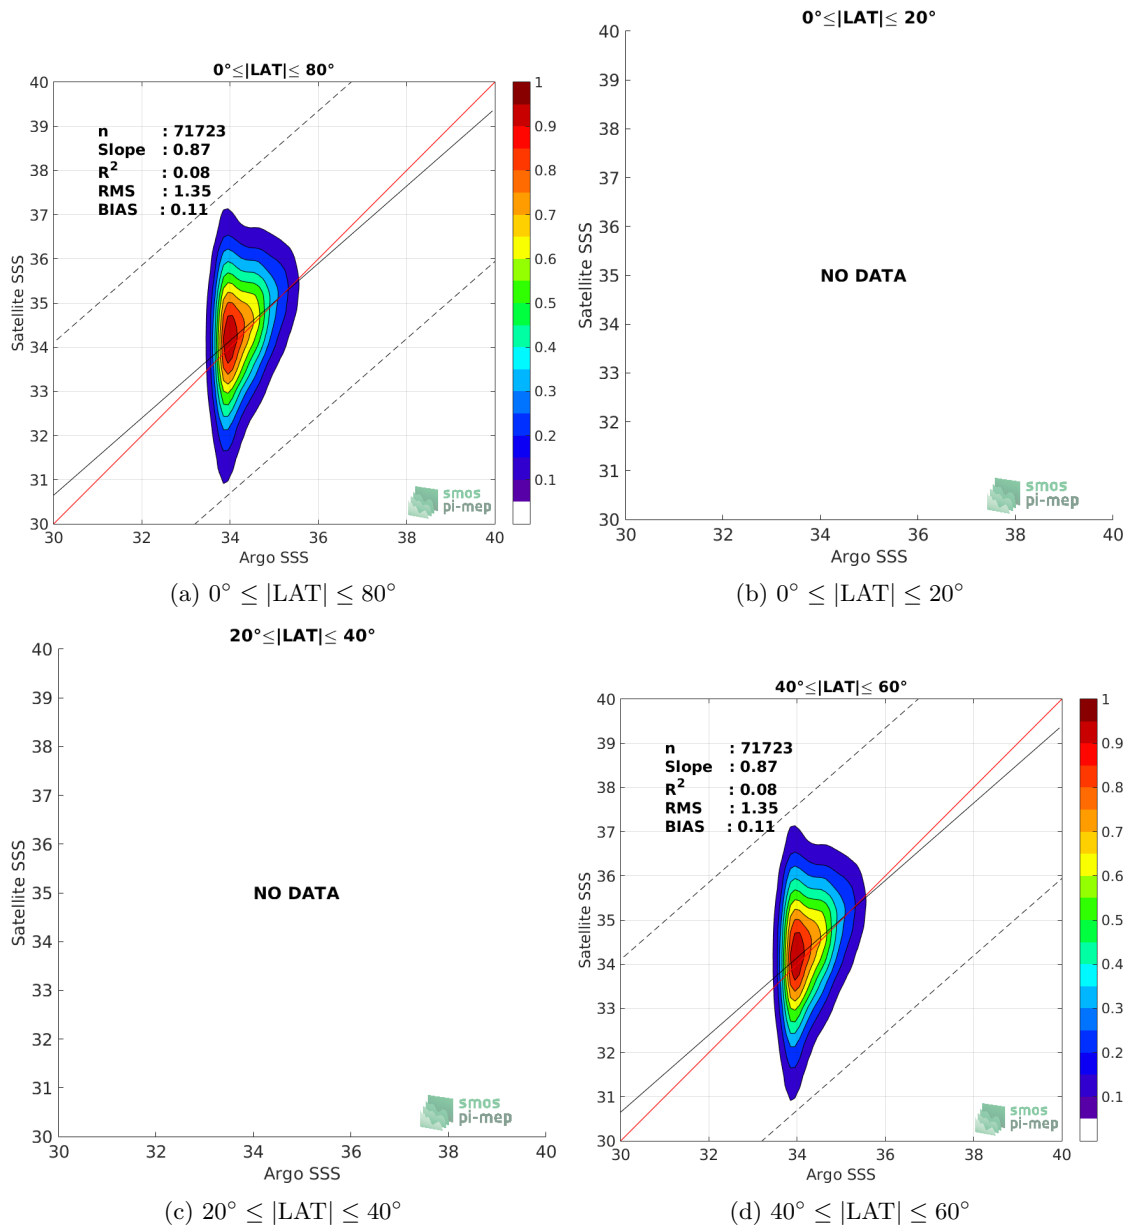 0°≤|LAT|≤ 80°
40
39
38
37
36
35
34
33
32
31
30
Satellite SSS
n : 71723
Slope : 0.87
R2 : 0.08
RMS : 1.35
BIAS : 0.11
smos
pi-mep
30 32 34 36 38 40
Argo SSS
1
0.9
0.8
0.7
0.6
0.5
0.4
0.3
0.2
0.1
(a) 0° ≤ |LAT| ≤ 80°
0°≤|LAT|≤ 20°
40
39
38
37
36
35
34
33
32
31
30
Satellite SSS
NO DATA
smos
pi-mep
30 32 34 36 38 40
Argo SSS
(b) 0° ≤ |LAT| ≤ 20°
20°≤|LAT|≤ 40°
40
39
38
37
36
35
34
33
32
31
30
Satellite SSS
NO DATA
smos
pi-mep
30 32 34 36 38 40
Argo SSS
(c) 20° ≤ |LAT| ≤ 40°
40°≤|LAT|≤ 60°
40
39
38
37
36
35
34
33
32
31
30
Satellite SSS
n : 71723
Slope : 0.87
R2 : 0.08
RMS : 1.35
BIAS : 0.11
smos
pi-mep
30 32 34 36 38 40
Argo SSS
1
0.9
0.8
0.7
0.6
0.5
0.4
0.3
0.2
0.1
(d) 40° ≤ |LAT| ≤ 60°